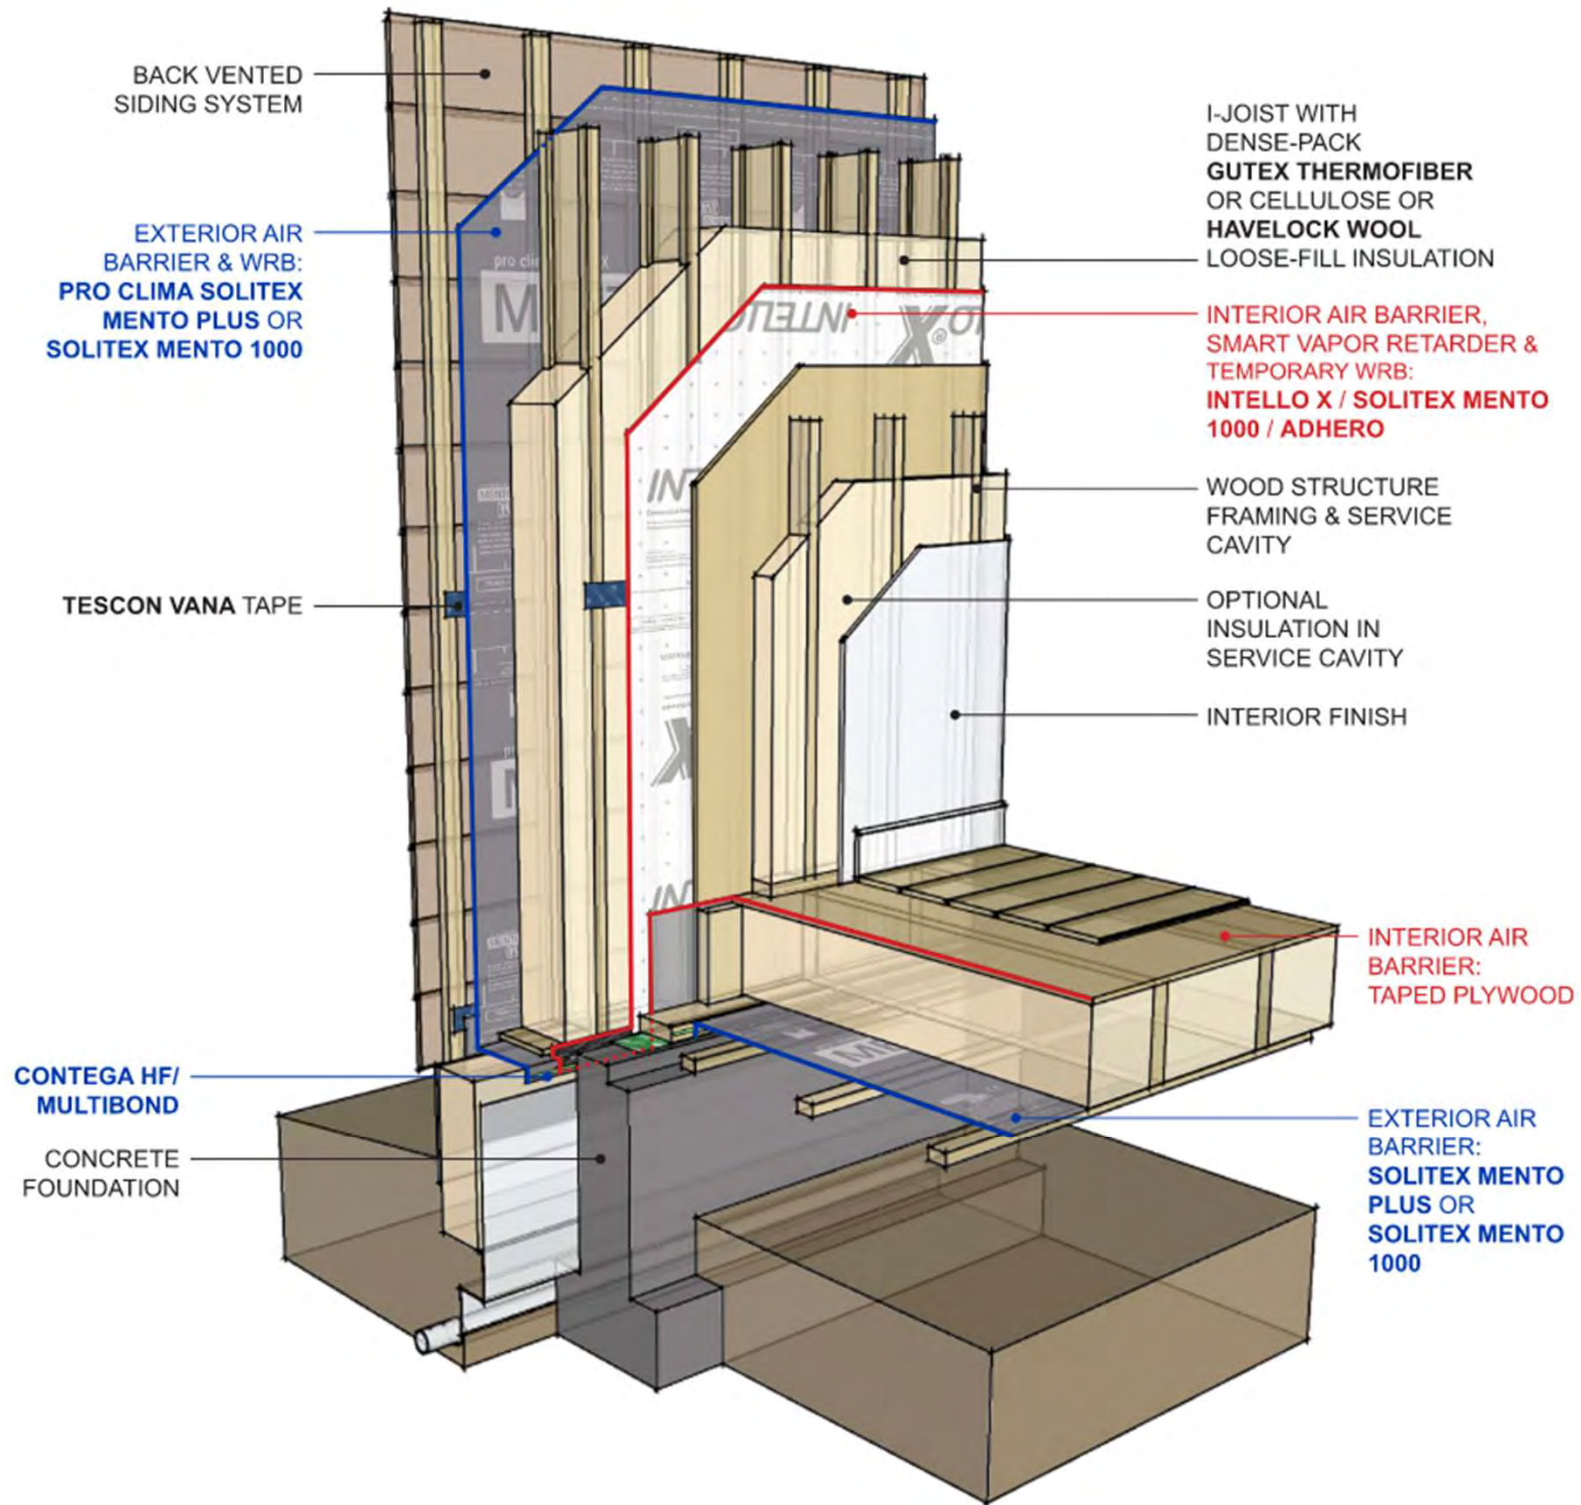 BACK VENTED
SIDING SYSTEM
EXTERIOR AIR
BARRIER & WRB:
PRO CLIMA SOLITEX
MENTO PLUS OR
SOLITEX MENTO 1000
TESCON VANA TAPE
CONTEGA HF/
MULTIBOND
CONCRETE
FOUNDATION
I-JOIST WITH
DENSE-PACK
GUTEX THERMOFIBER
OR CELLULOSE OR
HAVELOCK WOOL
LOOSE-FILL INSULATION
INTERIOR AIR BARRIER,
SMART VAPOR RETARDER &
TEMPORARY WRB:
INTELLO X / SOLITEX MENTO
1000 / ADHERO
WOOD STRUCTURE
FRAMING & SERVICE
CAVITY
OPTIONAL
INSULATION IN
SERVICE CAVITY
INTERIOR FINISH
INTERIOR AIR
BARRIER:
TAPED PLYWOOD
EXTERIOR AIR
BARRIER:
SOLITEX MENTO
PLUS OR
SOLITEX MENTO
1000